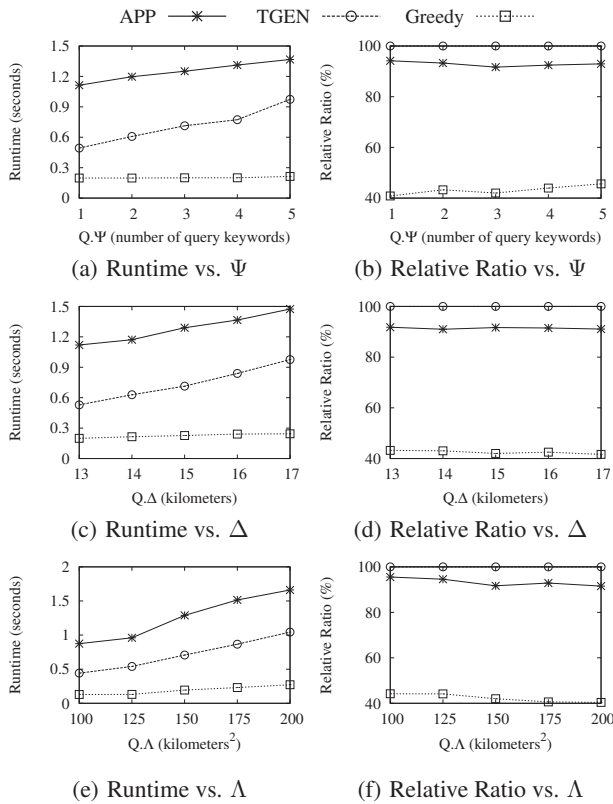 APP TGEN Greedy
Runtime (seconds)
1.5
1.2
0.9
0.6
0.3
0
1 2 3 4 5
Q.Ψ (number of query keywords)
(a) Runtime vs. Ψ
Relative Ratio (%)
100
80
60
40
1 2 3 4 5
Q.Ψ (number of query keywords)
(b) Relative Ratio vs. Ψ
Runtime (seconds)
1.5
1.2
0.9
0.6
0.3
0
13 14 15 16 17
Q.Δ (kilometers)
(c) Runtime vs. Δ
Relative Ratio (%)
100
80
60
40
13 14 15 16 17
Q.Δ (kilometers)
(d) Relative Ratio vs. Δ
Runtime (seconds)
2
1.5
1
0.5
0
100 125 150 175 200
Q.Λ (kilometers²)
(e) Runtime vs. Λ
Relative Ratio (%)
100
80
60
40
100 125 150 175 200
Q.Λ (kilometers²)
(f) Relative Ratio vs. Λ